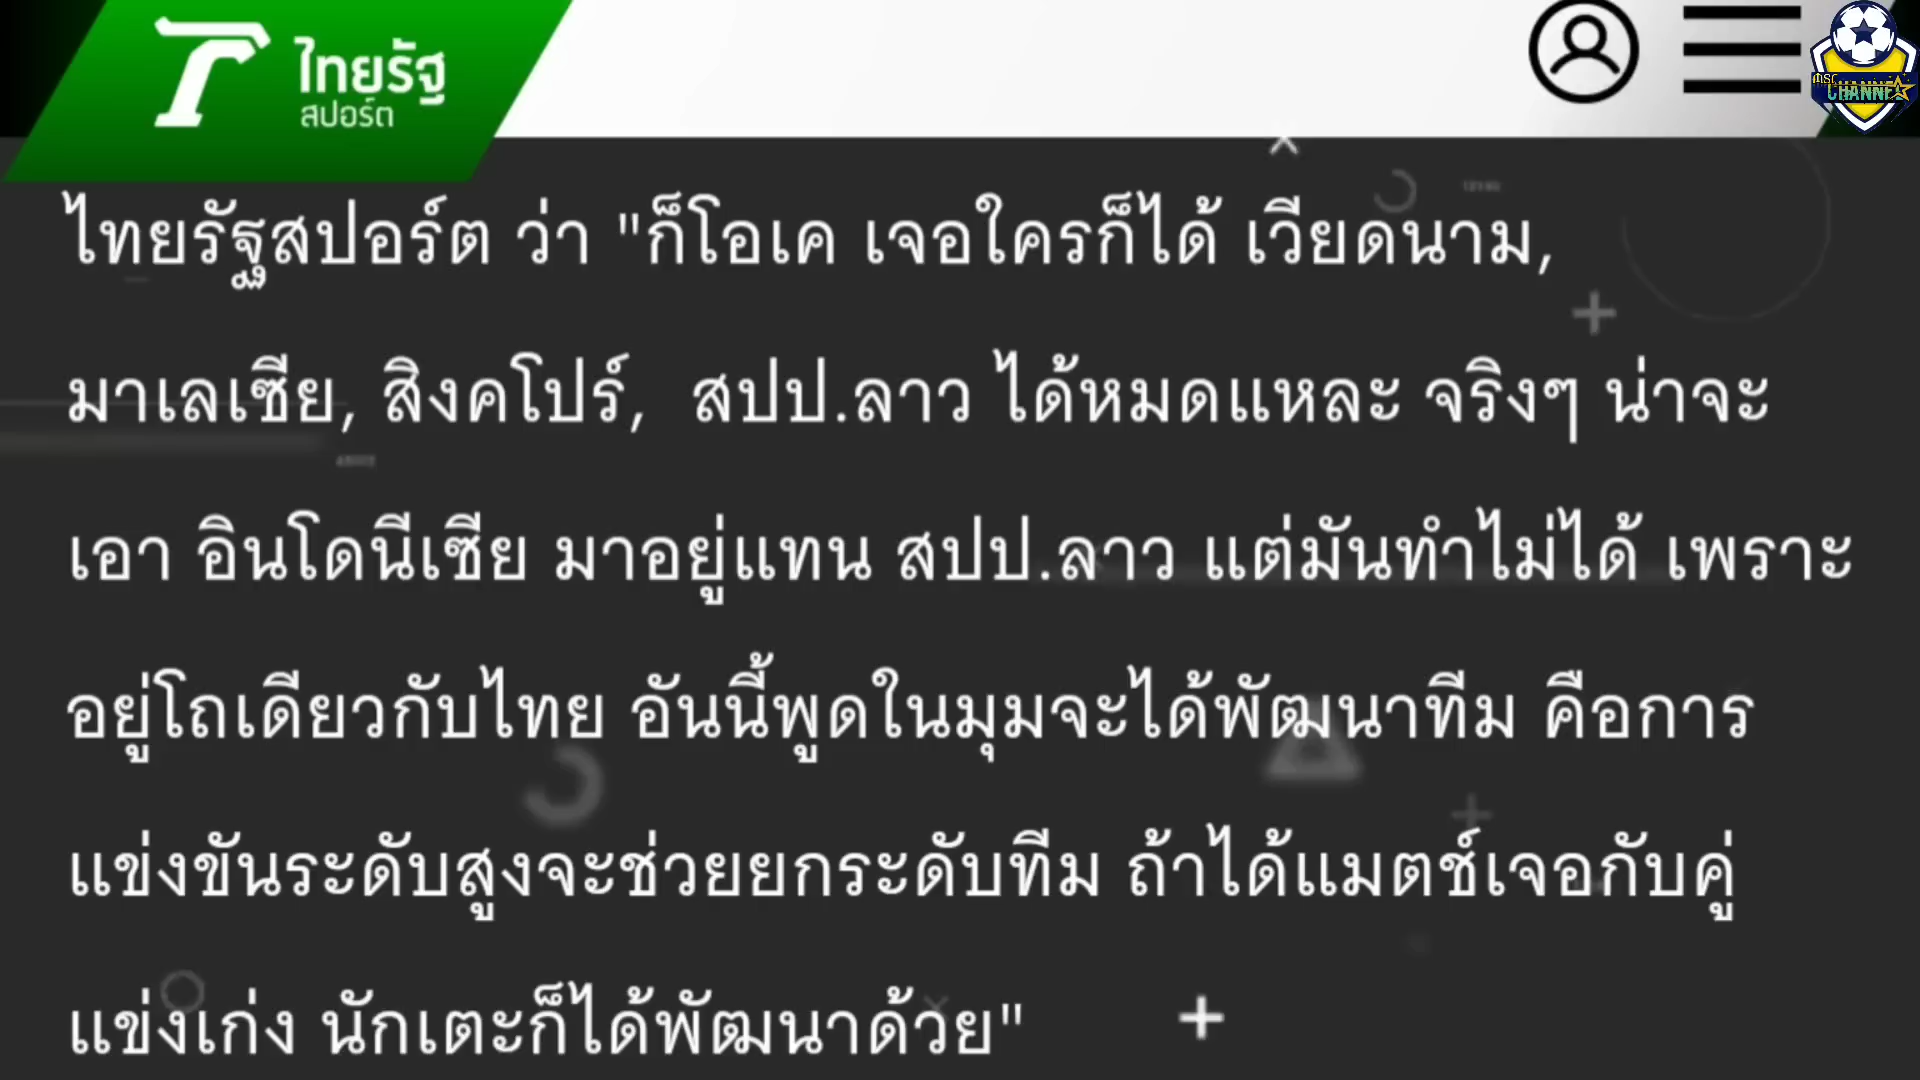 ไทยรัฐ
สปอร์ต
MSC
CHANNEL
ไทยรัฐสปอร์ต ว่า "ก็โอเค เจอใครก็ได้ เวียดนาม,
มาเลเซีย, สิงคโปร์, สปป.ลาว ได้หมดแหละ จริงๆ น่าจะ
เอา อินโดนีเซีย มาอยู่แทน สปป.ลาว แต่มันทำไม่ได้ เพราะ
อยู่โถเดียวกับไทย อันนี้พูดในมุมจะได้พัฒนาทีม คือการ
แข่งขันระดับสูงจะช่วยยกระดับทีม ถ้าได้แมตช์เจอกับคู่
แข่งเก่ง นักเตะก็ได้พัฒนาด้วย"